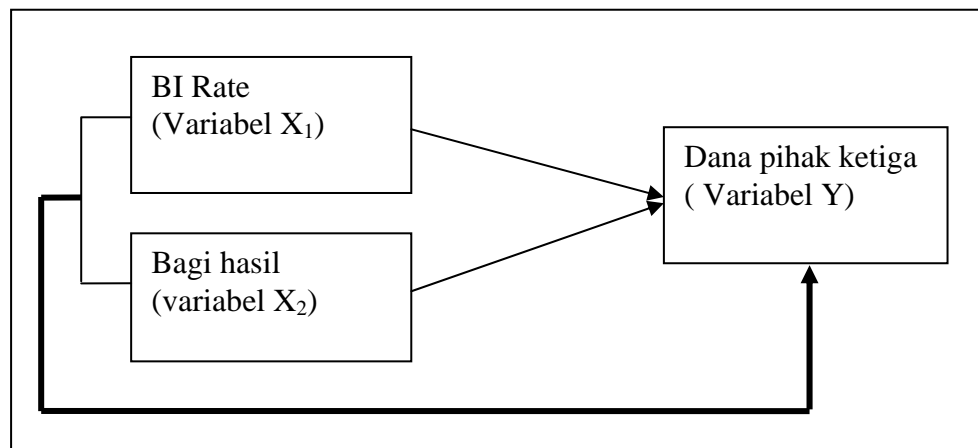 BI Rate
(Variabel X₁)
Dana pihak ketiga
( Variabel Y)
Bagi hasil
(variabel X₂)